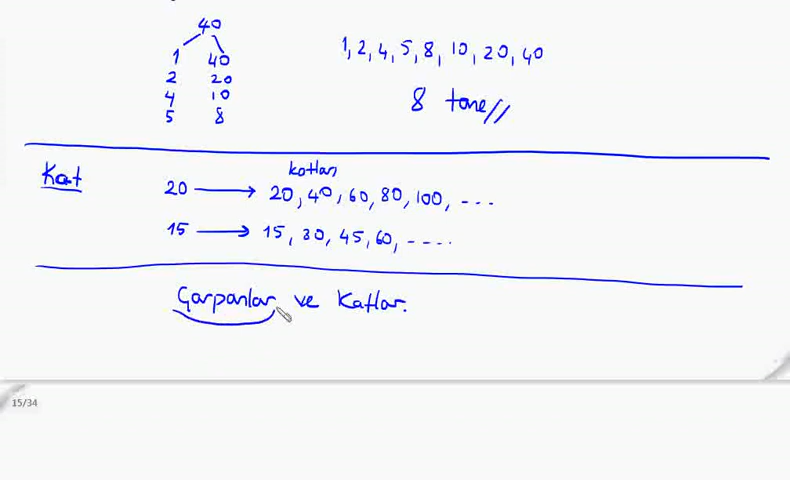 40
1 40
2 20
4 10
5 8
1, 2, 4, 5, 8, 10, 20, 40
8 tane//
Kat
katları
20 → 20, 40, 60, 80, 100, ...
15 → 15, 30, 45, 60, ....
Çarpanlar ve Katlar.
15/34